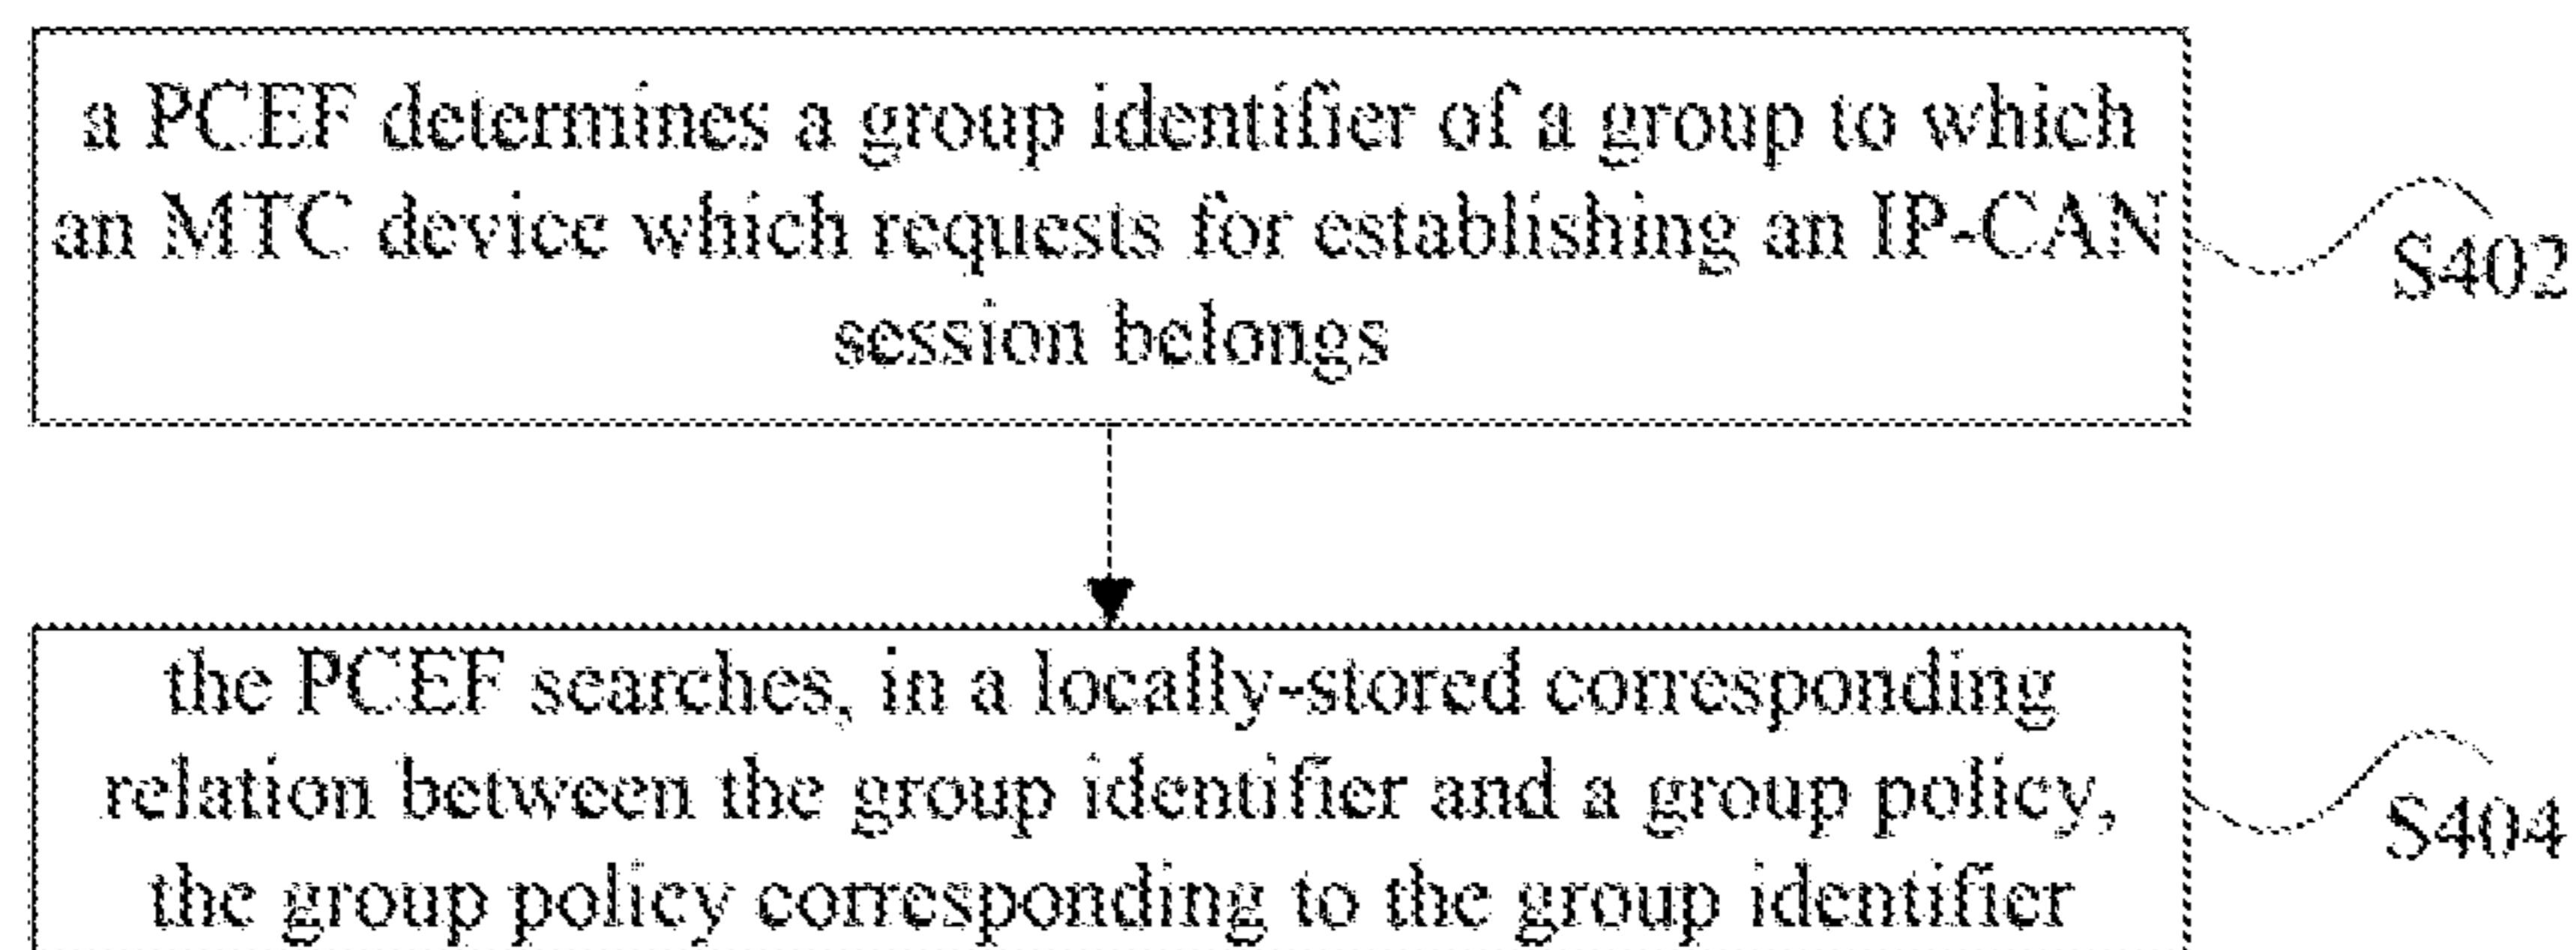 a PCEF determines a group identifier of a group to which
an MTC device which requests for establishing an IP-CAN
session belongs
S402
the PCEF searches, in a locally-stored corresponding
relation between the group identifier and a group policy,
the group policy corresponding to the group identifier
S404